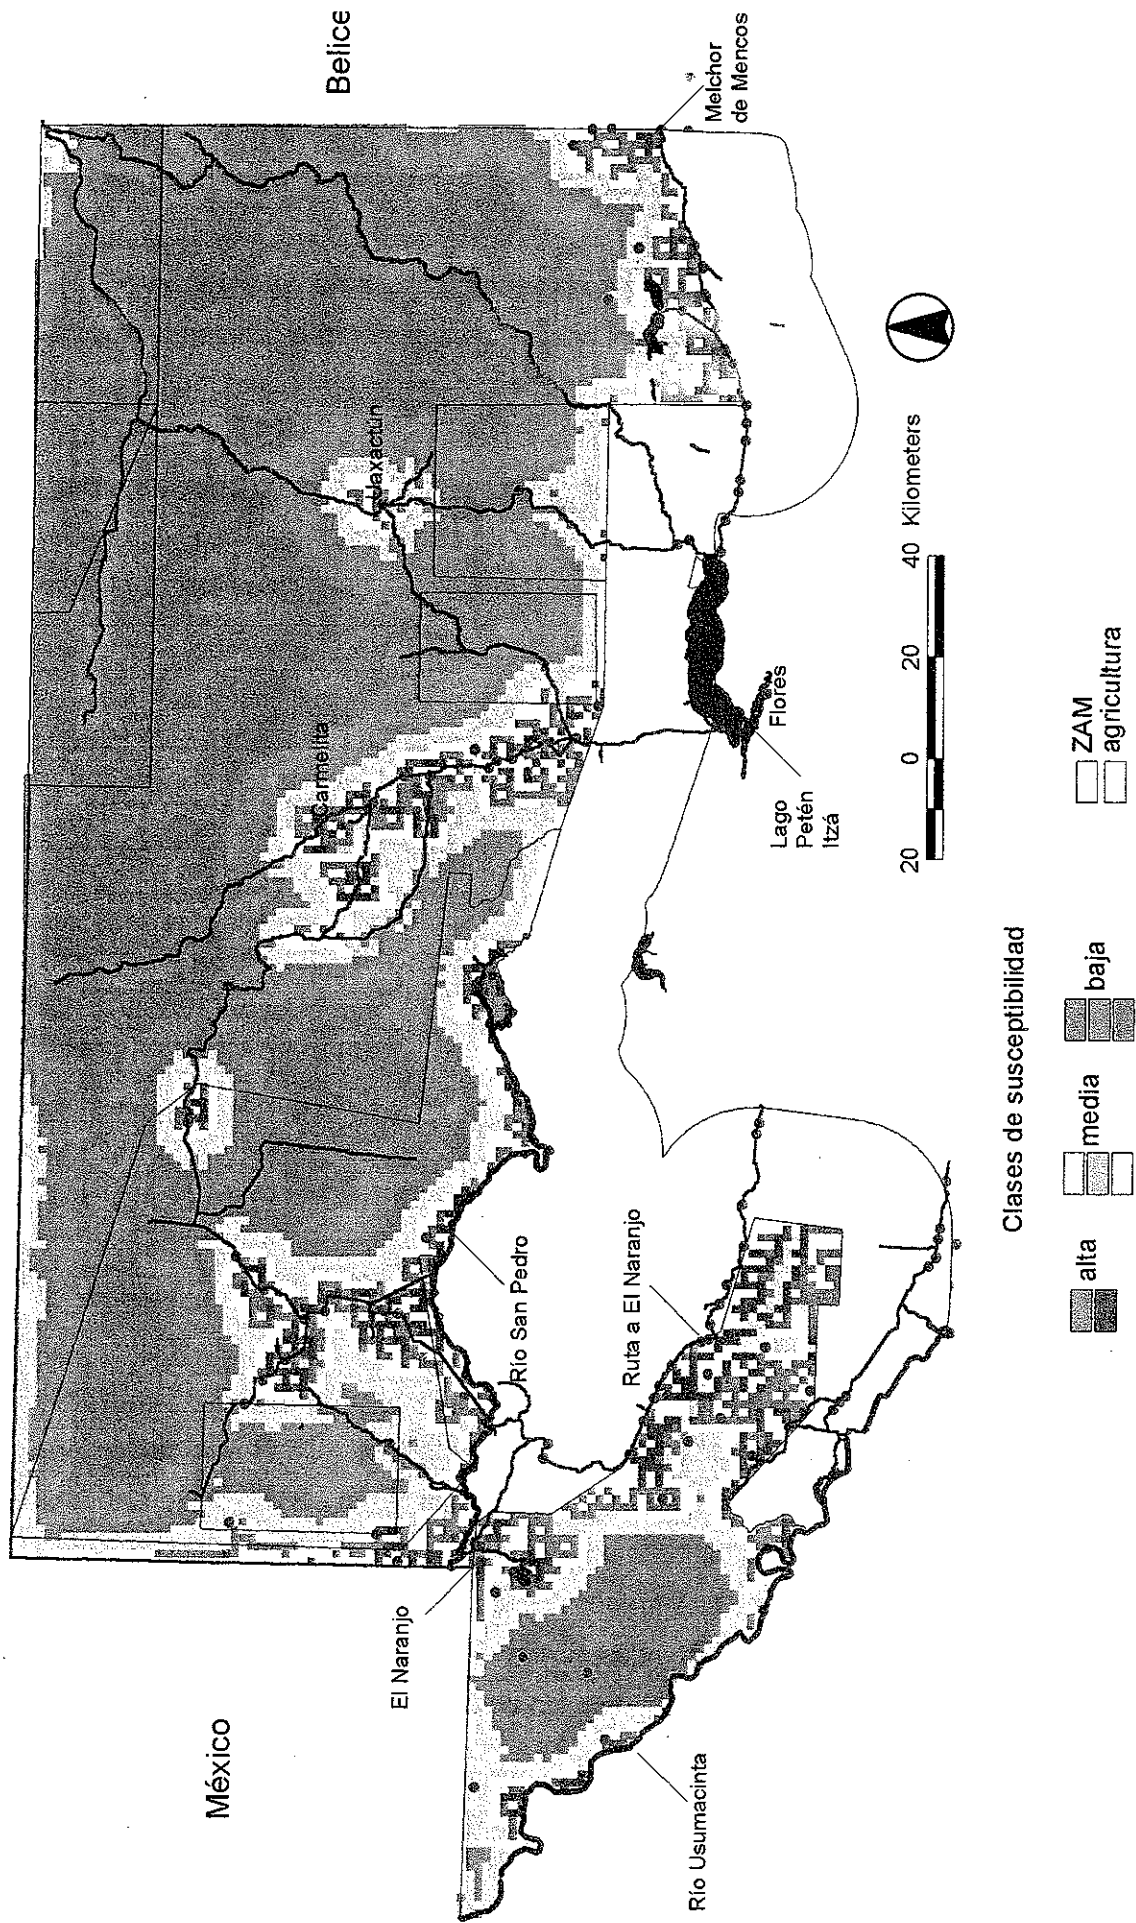 México
Belice
Uaxactun
Carmelita
El Naranjo
Río San Pedro
Ruta a El Naranjo
Río Usumacinta
Melchor
de Mencos
Lago
Petén
Itzá
Flores
20 0 20 40 Kilometers
Clases de susceptibilidad
alta
media
baja
ZAM
agricultura